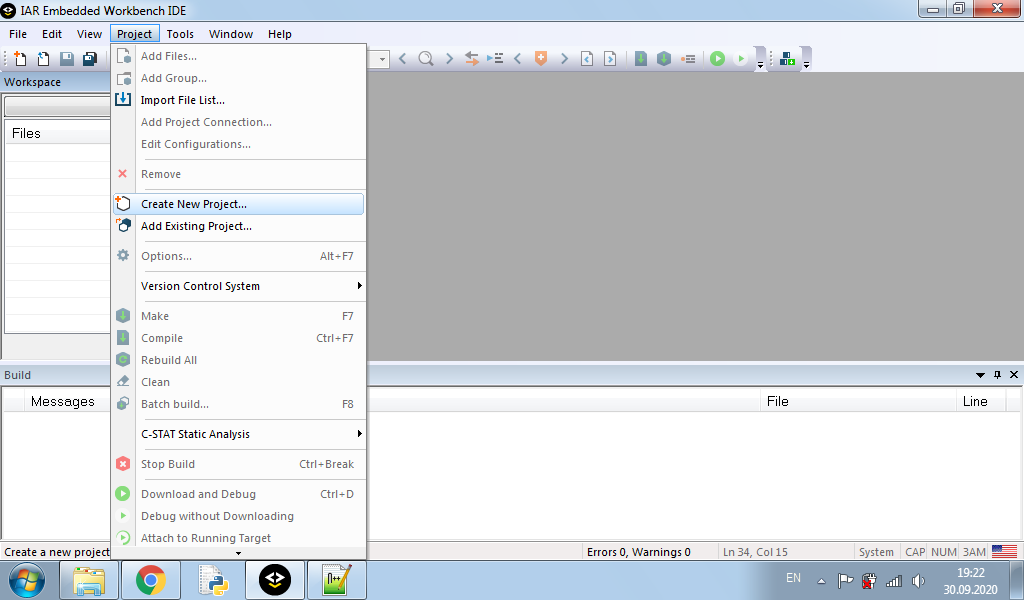 IAR Embedded Workbench IDE
File Edit View Project Tools Window Help
Workspace
Files
Add Files...
Add Group...
Import File List...
Add Project Connection...
Edit Configurations...
Remove
Create New Project...
Add Existing Project...
Options... Alt+F7
Version Control System
Make F7
Compile Ctrl+F7
Rebuild All
Clean
Batch build... F8
C-STAT Static Analysis
Stop Build Ctrl+Break
Download and Debug Ctrl+D
Debug without Downloading
Attach to Running Target
Build
Messages File Line
Create a new project Errors 0, Warnings 0 Ln 34, Col 15 System CAP NUM ЗАМ
EN 19:22
30.09.2020